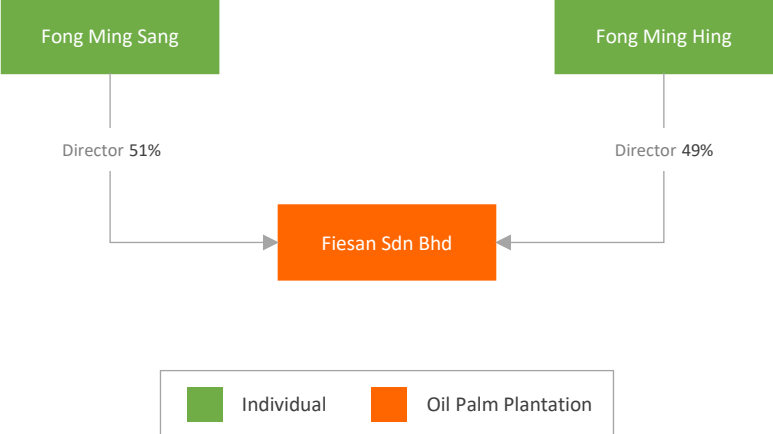 Fong Ming Sang
Fong Ming Hing
Director 51%
Director 49%
Fiesan Sdn Bhd
Individual
Oil Palm Plantation